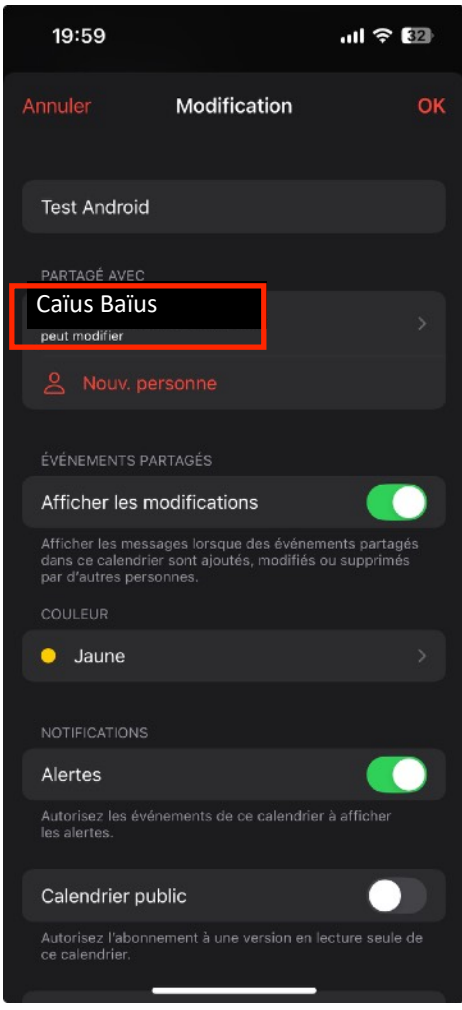 19:59
32
Annuler Modification OK
Test Android
PARTAGÉ AVEC
Caïus Baïus
peut modifier
Nouv. personne
ÉVÉNEMENTS PARTAGÉS
Afficher les modifications
Afficher les messages lorsque des événements partagés
dans ce calendrier sont ajoutés, modifiés ou supprimés
par d'autres personnes.
COULEUR
Jaune
NOTIFICATIONS
Alertes
Autorisez les événements de ce calendrier à afficher
les alertes.
Calendrier public
Autorisez l'abonnement à une version en lecture seule de
ce calendrier.